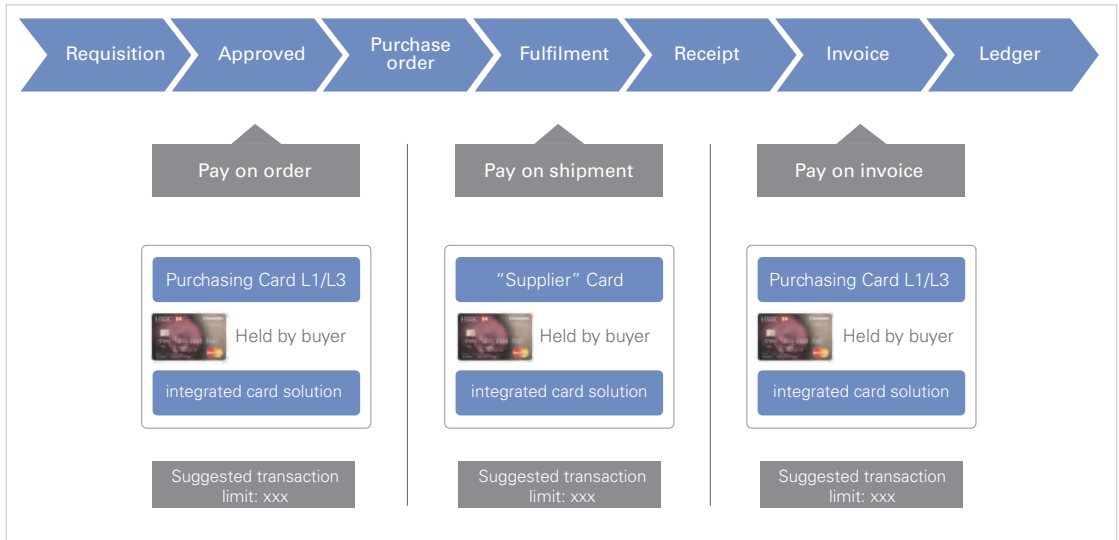 Requisition
Approved
Purchase
order
Fulfilment
Receipt
Invoice
Ledger
Pay on order
Pay on shipment
Pay on invoice
Purchasing Card L1/L3
Held by buyer
integrated card solution
"Supplier" Card
Held by buyer
integrated card solution
Purchasing Card L1/L3
Held by buyer
integrated card solution
Suggested transaction
limit: xxx
Suggested transaction
limit: xxx
Suggested transaction
limit: xxx